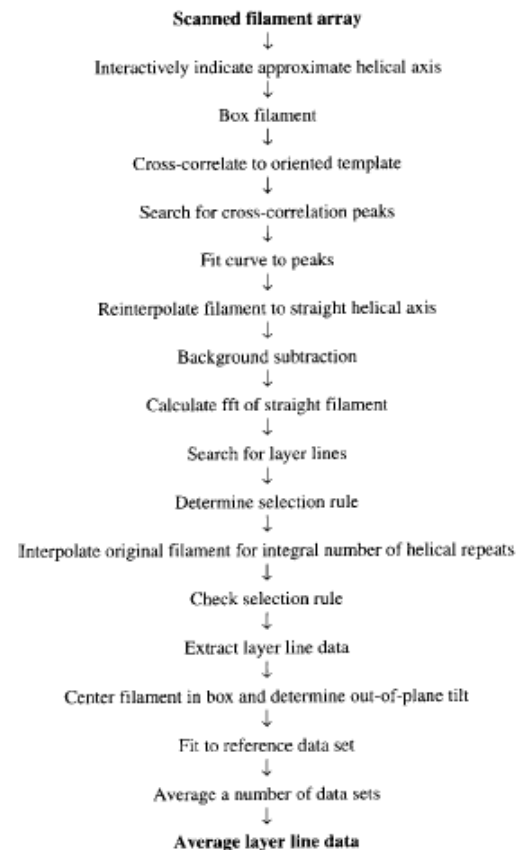 Scanned filament array
↓
Interactively indicate approximate helical axis
↓
Box filament
↓
Cross-correlate to oriented template
↓
Search for cross-correlation peaks
↓
Fit curve to peaks
↓
Reinterpolate filament to straight helical axis
↓
Background subtraction
↓
Calculate fft of straight filament
↓
Search for layer lines
↓
Determine selection rule
↓
Interpolate original filament for integral number of helical repeats
↓
Check selection rule
↓
Extract layer line data
↓
Center filament in box and determine out-of-plane tilt
↓
Fit to reference data set
↓
Average a number of data sets
↓
Average layer line data